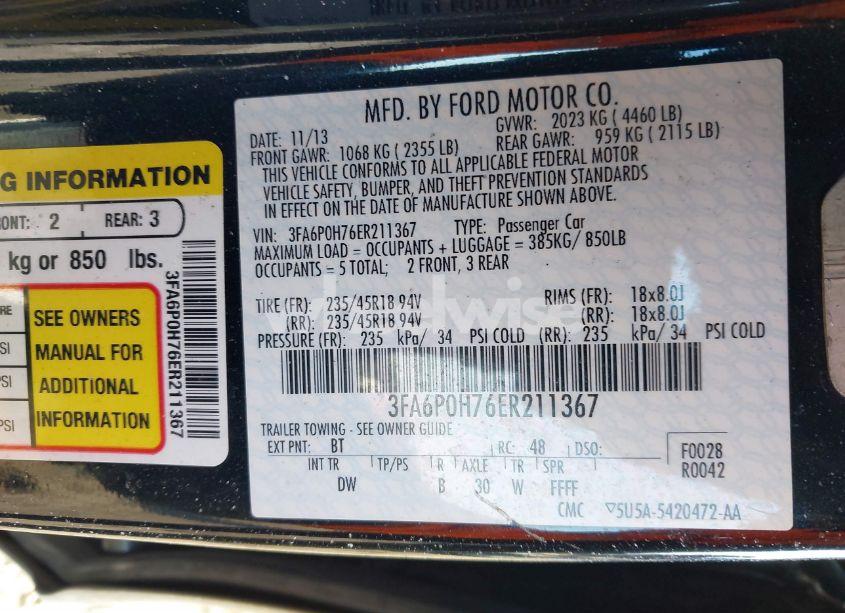 MFD. BY FORD MOTOR CO.
DATE: 11/13 GVWR: 2023 KG ( 4460 LB)
FRONT GAWR: 1068 KG ( 2355 LB) REAR GAWR: 959 KG ( 2115 LB)
THIS VEHICLE CONFORMS TO ALL APPLICABLE FEDERAL MOTOR
VEHICLE SAFETY, BUMPER, AND THEFT PREVENTION STANDARDS
IN EFFECT ON THE DATE OF MANUFACTURE SHOWN ABOVE.
VIN: 3FA6P0H76ER211367 TYPE: Passenger Car
MAXIMUM LOAD = OCCUPANTS + LUGGAGE = 385KG/ 850LB
OCCUPANTS = 5 TOTAL; 2 FRONT, 3 REAR
TIRE (FR): 235/45R18 94V RIMS (FR): 18x8.0J
(RR): 235/45R18 94V (RR): 18x8.0J
PRESSURE (FR): 235 kPa/ 34 PSI COLD (RR): 235 kPa/ 34 PSI COLD
3FA6P0H76ER211367
TRAILER TOWING - SEE OWNER GUIDE
EXT PNT: BT RC: 48 DSO: F0028
R0042
INT TR TP/PS R AXLE TR SPR
DW B 30 W FFFF
CMC ▽5U5A-5420472-AA
G INFORMATION
ONT: 2 REAR: 3
kg or 850 lbs.
SEE OWNERS
MANUAL FOR
ADDITIONAL
INFORMATION
PSI
PSI
PSI
3FA6P0H76ER211367